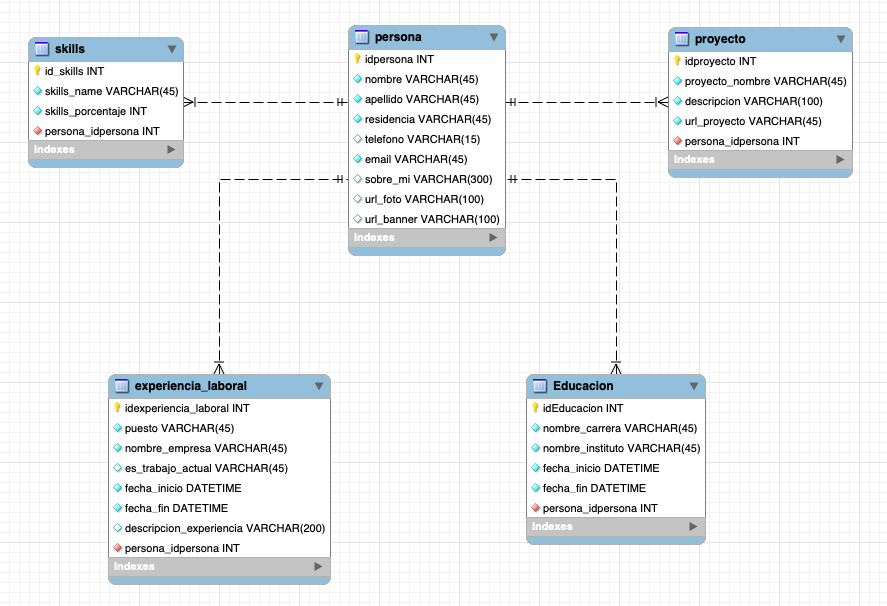 skills
id_skills INT
skills_name VARCHAR(45)
skills_porcentaje INT
persona_idpersona INT
Indexes
persona
idpersona INT
nombre VARCHAR(45)
apellido VARCHAR(45)
residencia VARCHAR(45)
telefono VARCHAR(15)
email VARCHAR(45)
sobre_mi VARCHAR(300)
url_foto VARCHAR(100)
url_banner VARCHAR(100)
Indexes
proyecto
idproyecto INT
proyecto_nombre VARCHAR(45)
descripcion VARCHAR(100)
url_proyecto VARCHAR(45)
persona_idpersona INT
Indexes
experiencia_laboral
idexperiencia_laboral INT
puesto VARCHAR(45)
nombre_empresa VARCHAR(45)
es_trabajo_actual VARCHAR(45)
fecha_inicio DATETIME
fecha_fin DATETIME
descripcion_experiencia VARCHAR(200)
persona_idpersona INT
Indexes
Educacion
idEducacion INT
nombre_carrera VARCHAR(45)
nombre_instituto VARCHAR(45)
fecha_inicio DATETIME
fecha_fin DATETIME
persona_idpersona INT
Indexes